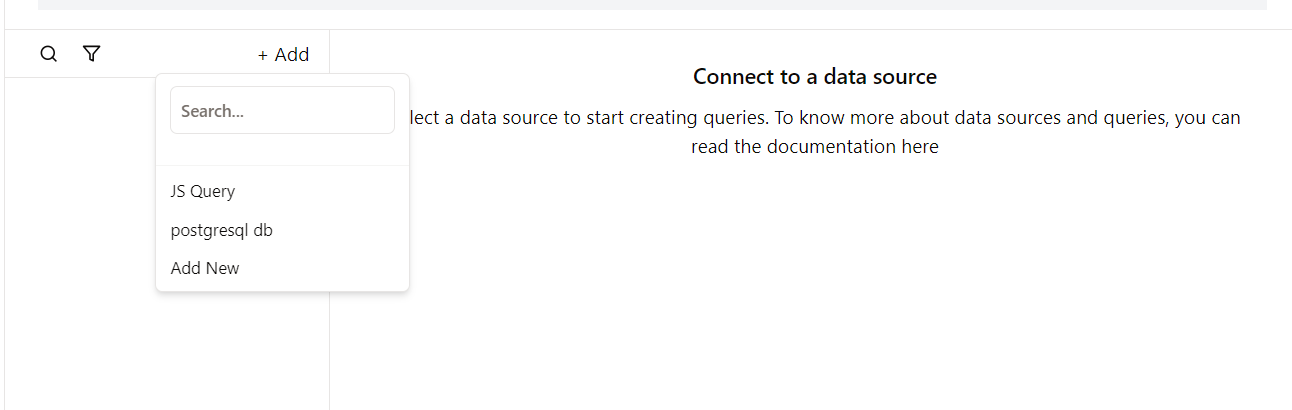 + Add
Search...
JS Query
postgresql db
Add New
Connect to a data source
lect a data source to start creating queries. To know more about data sources and queries, you can
read the documentation here